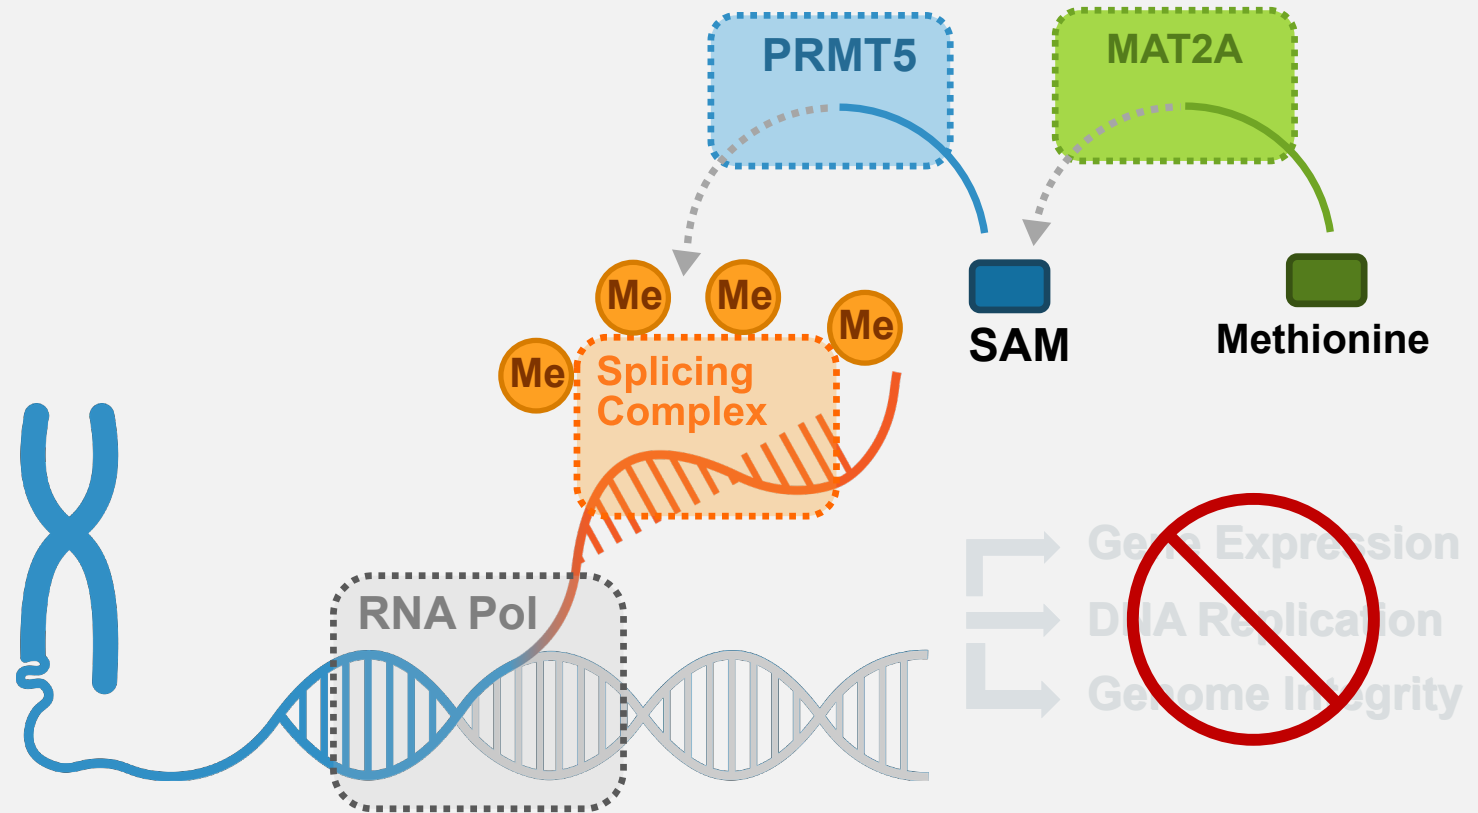 PRMT5
MAT2A
Me
Me
Me
Me
SAM
Methionine
Splicing
Complex
Gene Expression
DNA Replication
Genome Integrity
RNA Pol